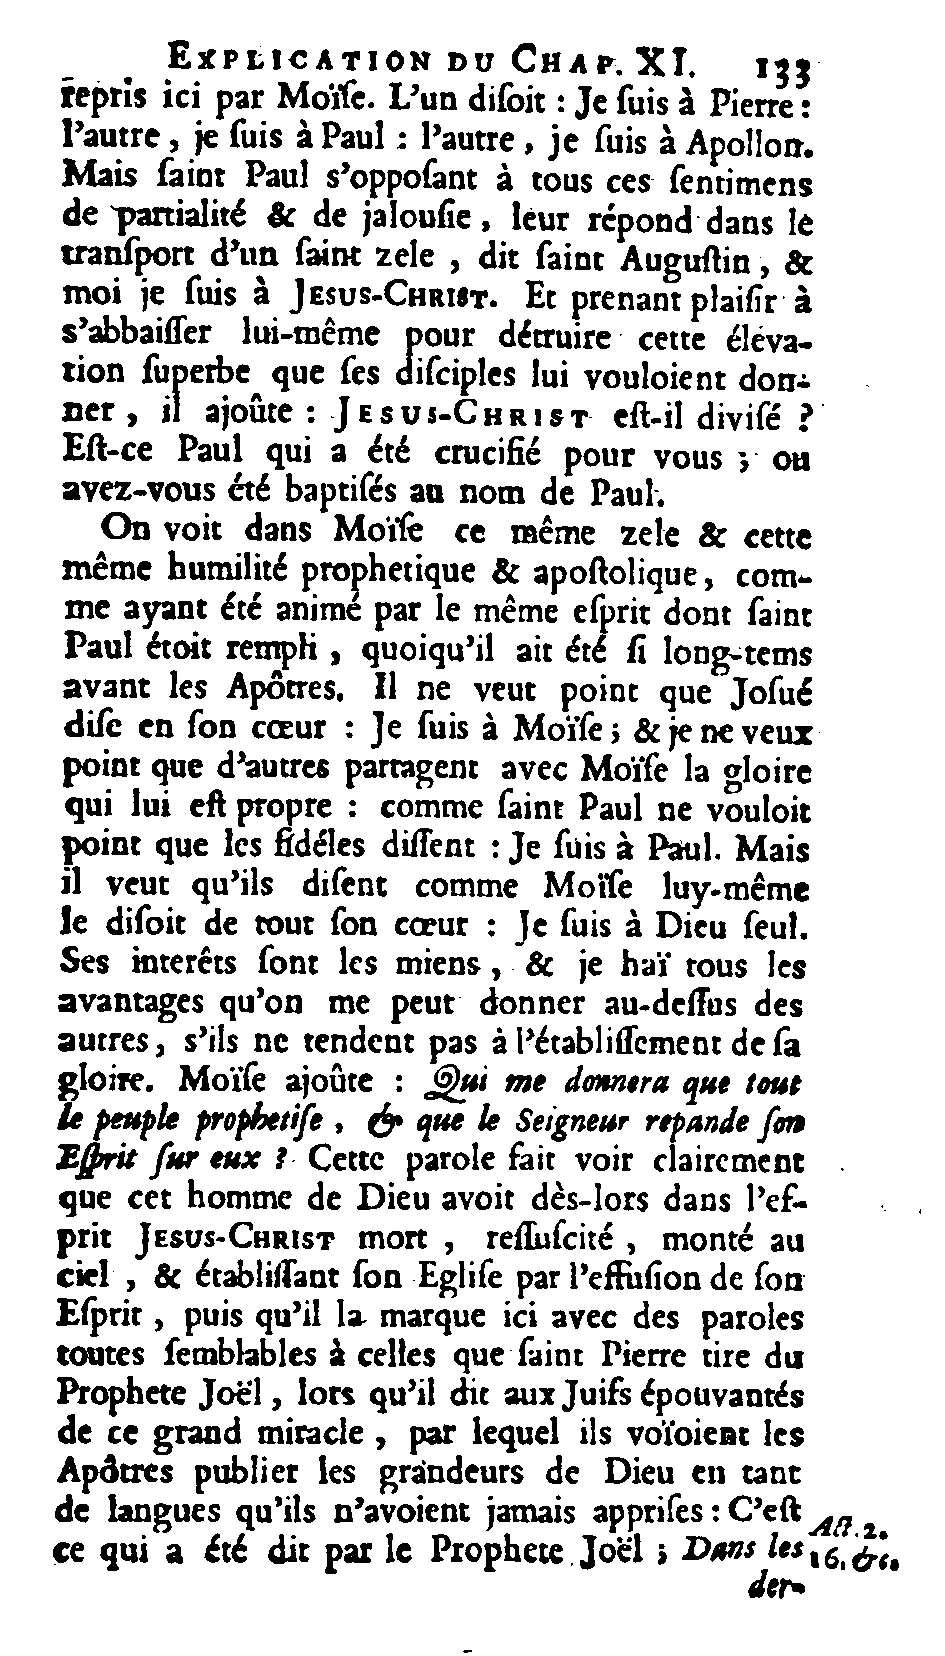 EXPLICATION DU CHAP. XI. 133
repris ici par Moïſe. L'un diſoit : Je ſuis à Pierre :
l'autre, je ſuis à Paul : l'autre, je ſuis à Apollon.
Mais ſaint Paul s'oppoſant à tous ces ſentimens
de partialité & de jalouſie, leur répond dans le
tranſport d'un ſaint zele, dit ſaint Auguſtin, &
moi je ſuis à JESUS-CHRIST. Et prenant plaiſir à
s'abbaiſſer lui-même pour détruire cette éléva-
tion ſuperbe que ſes diſciples lui vouloient don-
ner, il ajoûte : JESUS-CHRIST eſt-il diviſé ?
Eſt-ce Paul qui a été crucifié pour vous ; ou
avez-vous été baptiſés au nom de Paul.
On voit dans Moïſe ce même zele & cette
même humilité prophetique & apoſtolique, com-
me ayant été animé par le même eſprit dont ſaint
Paul étoit rempli, quoiqu'il ait été ſi long-tems
avant les Apôtres. Il ne veut point que Joſué
diſe en ſon cœur : Je ſuis à Moïſe ; & je ne veux
point que d'autres partagent avec Moïſe la gloire
qui lui eſt propre : comme ſaint Paul ne vouloit
point que les fidéles diſſent : Je ſuis à Paul. Mais
il veut qu'ils diſent comme Moïſe luy-même
le diſoit de tout ſon cœur : Je ſuis à Dieu ſeul.
Ses interêts ſont les miens, & je haï tous les
avantages qu'on me peut donner au-deſſus des
autres, s'ils ne tendent pas à l'établiſſement de ſa
gloire. Moïſe ajoûte : Qui me donnera que tout
le peuple prophetiſe, & que le Seigneur repande ſon
Eſprit ſur eux ? Cette parole fait voir clairement
que cet homme de Dieu avoit dès-lors dans l'eſ-
prit JESUS-CHRIST mort, reſſuſcité, monté au
ciel, & établiſſant ſon Egliſe par l'effuſion de ſon
Eſprit, puis qu'il la marque ici avec des paroles
toutes ſemblables à celles que ſaint Pierre tire du
Prophete Joël, lors qu'il dit aux Juifs épouvantés
de ce grand miracle, par lequel ils voïoient les
Apôtres publier les grandeurs de Dieu en tant
de langues qu'ils n'avoient jamais appriſes : C'eſt
ce qui a été dit par le Prophete Joël ; Dans les
Act. 2.
16. &c.
der-